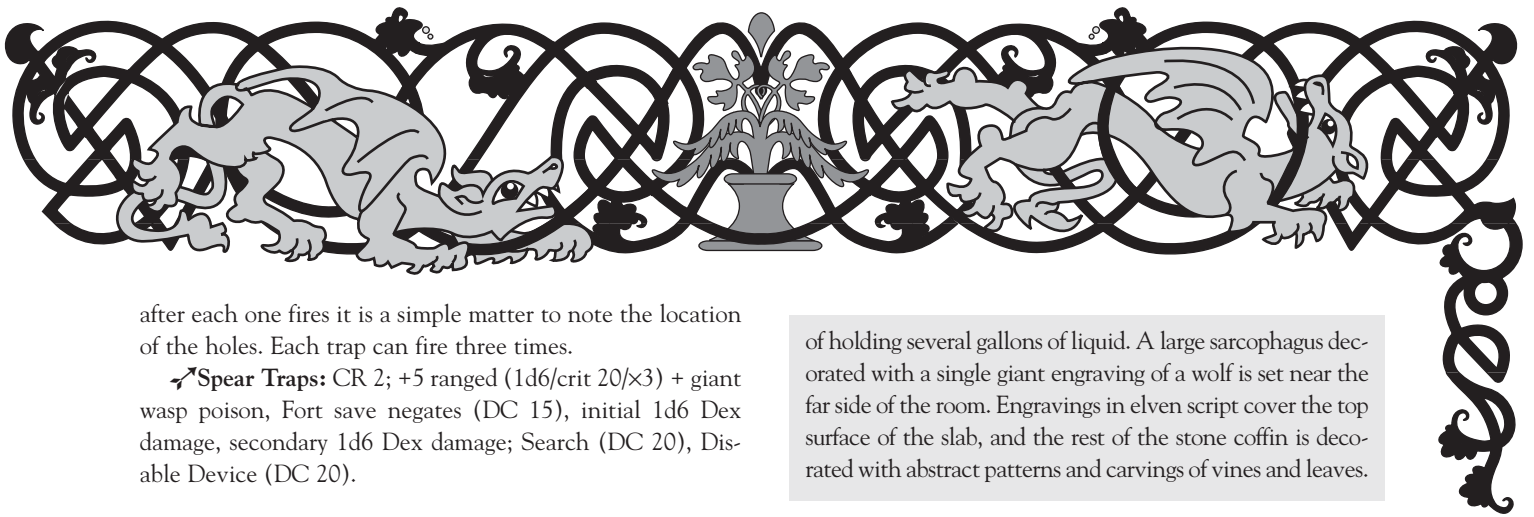 after each one fires it is a simple matter to note the location
of the holes. Each trap can fire three times.
Spear Traps: CR 2; +5 ranged (1d6/crit 20/×3) + giant
wasp poison, Fort save negates (DC 15), initial 1d6 Dex
damage, secondary 1d6 Dex damage; Search (DC 20), Dis-
able Device (DC 20).
of holding several gallons of liquid. A large sarcophagus dec-
orated with a single giant engraving of a wolf is set near the
far side of the room. Engravings in elven script cover the top
surface of the slab, and the rest of the stone coffin is deco-
rated with abstract patterns and carvings of vines and leaves.